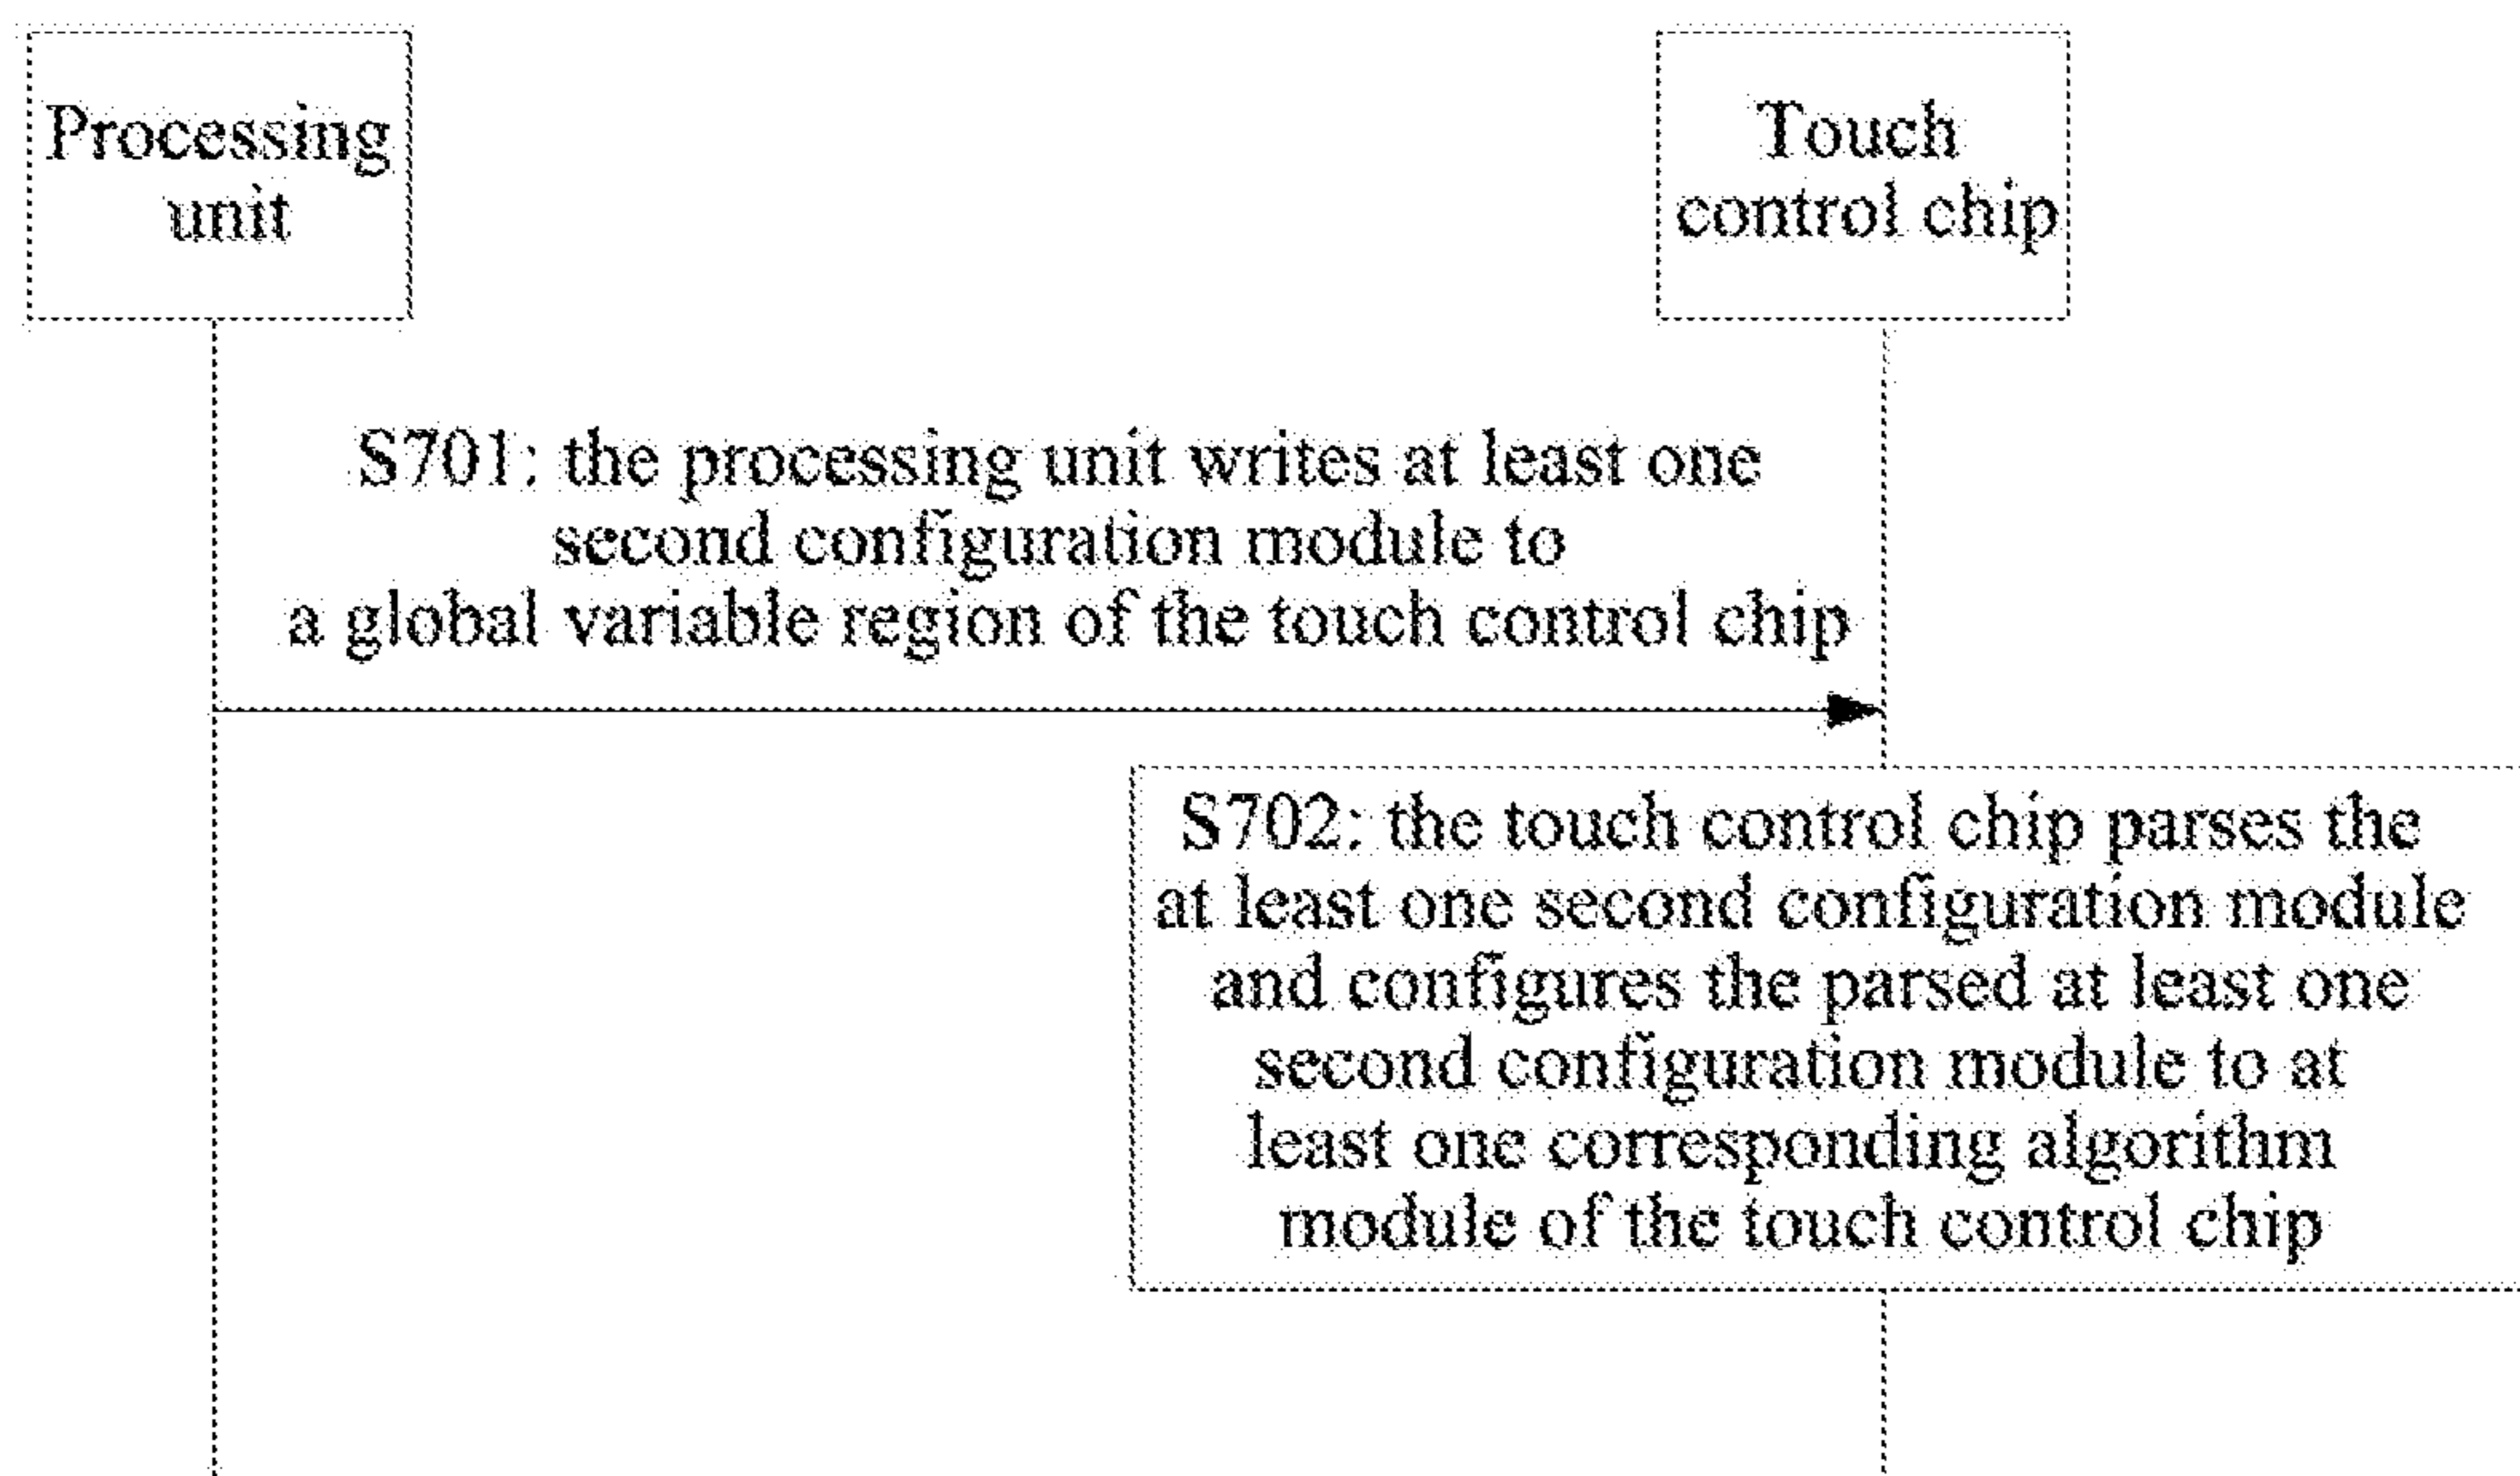 Processing
unit
Touch
control chip
S701: the processing unit writes at least one
second configuration module to
a global variable region of the touch control chip
S702: the touch control chip parses the
at least one second configuration module
and configures the parsed at least one
second configuration module to at
least one corresponding algorithm
module of the touch control chip